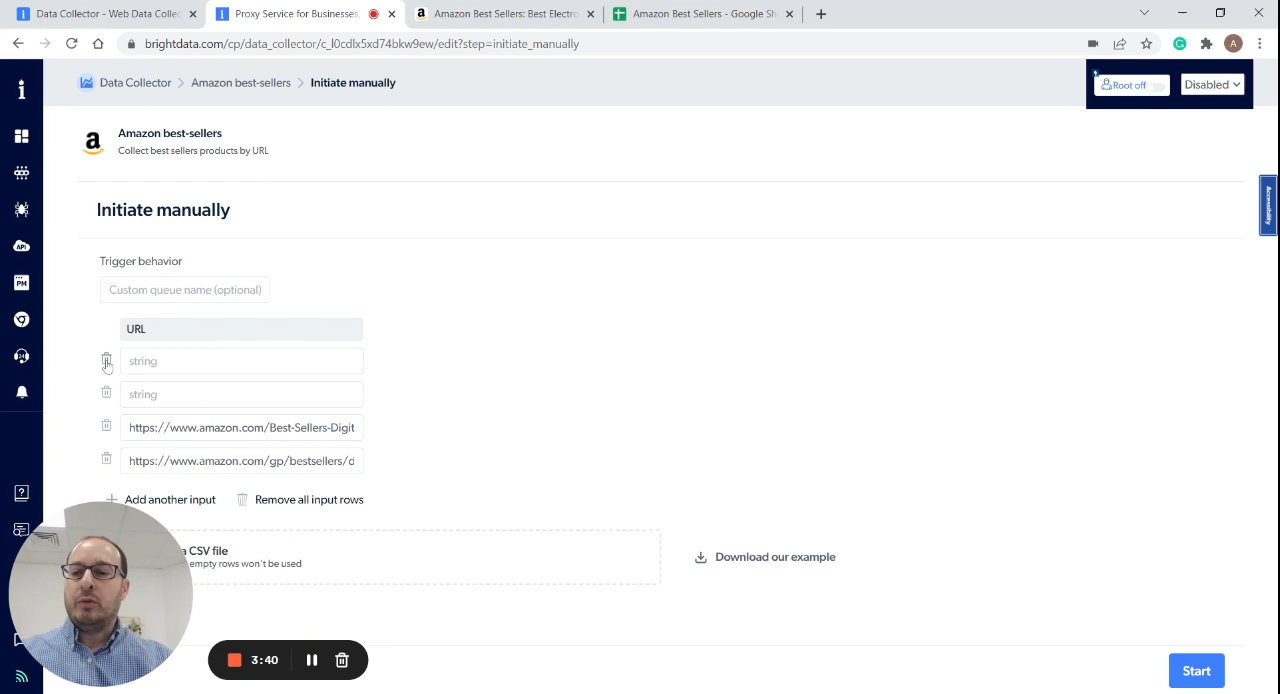 Data Collector - Web Data Collec
Proxy Service for Businesses,
Amazon Best Sellers: Best Electro
Amazon Best Sellers - Google Sh
brightdata.com/cp/data_collector/c_l0cdlx5xd74bkw9ew/edit?step=initiate_manually
A
Data Collector > Amazon best-sellers > Initiate manually
Root off
Disabled
Amazon best-sellers
Collect best sellers products by URL
Accessibility
Initiate manually
API
Trigger behavior
PM
Custom queue name (optional)
URL
24
string
string
https://www.amazon.com/Best-Sellers-Digit
https://www.amazon.com/gp/bestsellers/d
Add another input
Remove all input rows
a CSV file
empty rows won't be used
Download our example
3:40
Start